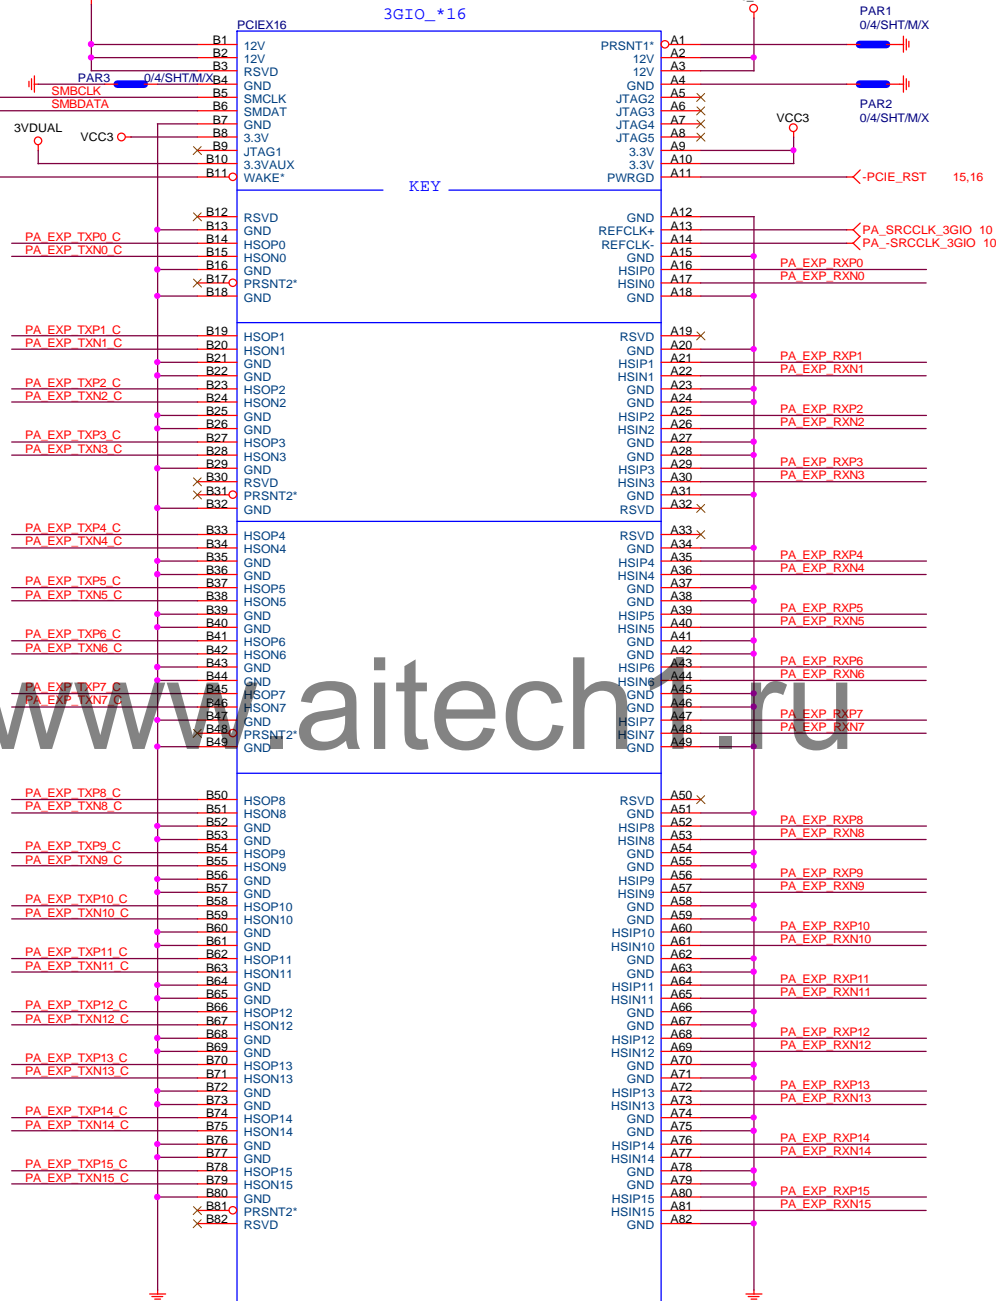 3GIO_*16
PCIEX16
PAR1
0/4/SHT/M/X
B1 12V PRSNT1* A1
B2 12V 12V A2
B3 RSVD 12V A3
PAR3 0/4/SHT/M/X B4 GND GND A4
SMBCLK B5 SMCLK JTAG2 A5
PAR2
0/4/SHT/M/X
SMBDATA B6 SMDAT JTAG3 A6
B7 GND JTAG4 A7
3VDUAL VCC3 B8 3.3V JTAG5 A8 VCC3
B9 JTAG1 3.3V A9
B10 3.3VAUX 3.3V A10
B11 WAKE* PWRGD A11 -PCIE_RST 15,16
KEY
B12 RSVD GND A12
B13 GND REFCLK+ A13 PA_SRCCLK_3GIO 10
PA_EXP_TXP0_C B14 HSOP0 REFCLK- A14 PA_-SRCCLK_3GIO 10
PA_EXP_TXN0_C B15 HSON0 GND A15
B16 GND HSIP0 A16 PA_EXP_RXP0
B17 PRSNT2* HSIN0 A17 PA_EXP_RXN0
B18 GND GND A18
PA_EXP_TXP1_C B19 HSOP1 RSVD A19
PA_EXP_TXN1_C B20 HSON1 GND A20
B21 GND HSIP1 A21 PA_EXP_RXP1
B22 GND HSIN1 A22 PA_EXP_RXN1
PA_EXP_TXP2_C B23 HSOP2 GND A23
PA_EXP_TXN2_C B24 HSON2 GND A24
B25 GND HSIP2 A25 PA_EXP_RXP2
B26 GND HSIN2 A26 PA_EXP_RXN2
PA_EXP_TXP3_C B27 HSOP3 GND A27
PA_EXP_TXN3_C B28 HSON3 GND A28
B29 GND HSIP3 A29 PA_EXP_RXP3
B30 RSVD HSIN3 A30 PA_EXP_RXN3
B31 PRSNT2* GND A31
B32 GND RSVD A32
PA_EXP_TXP4_C B33 HSOP4 RSVD A33
PA_EXP_TXN4_C B34 HSON4 GND A34
B35 GND HSIP4 A35 PA_EXP_RXP4
B36 GND HSIN4 A36 PA_EXP_RXN4
PA_EXP_TXP5_C B37 HSOP5 GND A37
PA_EXP_TXN5_C B38 HSON5 GND A38
B39 GND HSIP5 A39 PA_EXP_RXP5
B40 GND HSIN5 A40 PA_EXP_RXN5
PA_EXP_TXP6_C B41 HSOP6 GND A41
PA_EXP_TXN6_C B42 HSON6 GND A42
B43 GND HSIP6 A43 PA_EXP_RXP6
B44 GND HSIN6 A44 PA_EXP_RXN6
PA_EXP_TXP7_C B45 HSOP7 GND A45
PA_EXP_TXN7_C B46 HSON7 GND A46
B47 GND HSIP7 A47 PA_EXP_RXP7
B48 PRSNT2* HSIN7 A48 PA_EXP_RXN7
B49 GND GND A49
www.aitech1.ru
PA_EXP_TXP8_C B50 HSOP8 RSVD A50
PA_EXP_TXN8_C B51 HSON8 GND A51
B52 GND HSIP8 A52 PA_EXP_RXP8
B53 GND HSIN8 A53 PA_EXP_RXN8
PA_EXP_TXP9_C B54 HSOP9 GND A54
PA_EXP_TXN9_C B55 HSON9 GND A55
B56 GND HSIP9 A56 PA_EXP_RXP9
B57 GND HSIN9 A57 PA_EXP_RXN9
PA_EXP_TXP10_C B58 HSOP10 GND A58
PA_EXP_TXN10_C B59 HSON10 GND A59
B60 GND HSIP10 A60 PA_EXP_RXP10
B61 GND HSIN10 A61 PA_EXP_RXN10
PA_EXP_TXP11_C B62 HSOP11 GND A62
PA_EXP_TXN11_C B63 HSON11 GND A63
B64 GND HSIP11 A64 PA_EXP_RXP11
B65 GND HSIN11 A65 PA_EXP_RXN11
PA_EXP_TXP12_C B66 HSOP12 GND A66
PA_EXP_TXN12_C B67 HSON12 GND A67
B68 GND HSIP12 A68 PA_EXP_RXP12
B69 GND HSIN12 A69 PA_EXP_RXN12
PA_EXP_TXP13_C B70 HSOP13 GND A70
PA_EXP_TXN13_C B71 HSON13 GND A71
B72 GND HSIP13 A72 PA_EXP_RXP13
B73 GND HSIN13 A73 PA_EXP_RXN13
PA_EXP_TXP14_C B74 HSOP14 GND A74
PA_EXP_TXN14_C B75 HSON14 GND A75
B76 GND HSIP14 A76 PA_EXP_RXP14
B77 GND HSIN14 A77 PA_EXP_RXN14
PA_EXP_TXP15_C B78 HSOP15 GND A78
PA_EXP_TXN15_C B79 HSON15 GND A79
B80 GND HSIP15 A80 PA_EXP_RXP15
B81 PRSNT2* HSIN15 A81 PA_EXP_RXN15
B82 RSVD GND A82